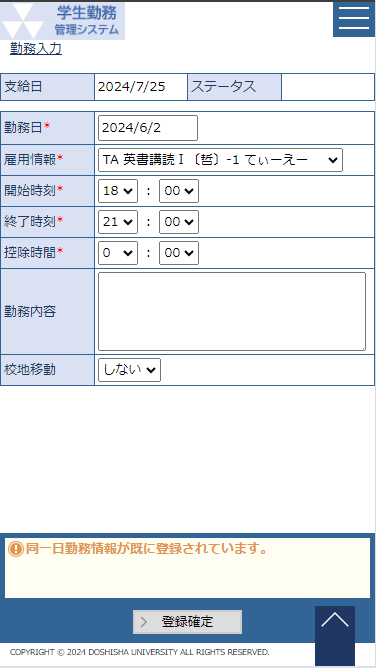 学生勤務
管理システム
勤務入力
支給日 2024/7/25 ステータス
勤務日* 2024/6/2
雇用情報* TA 英書講読Ⅰ〔哲〕-1 てぃーえー
開始時刻* 18 : 00
終了時刻* 21 : 00
控除時間* 0 : 00
勤務内容
校地移動 しない
同一日勤務情報が既に登録されています。
登録確定
COPYRIGHT © 2024 DOSHISHA UNIVERSITY ALL RIGHTS RESERVED.